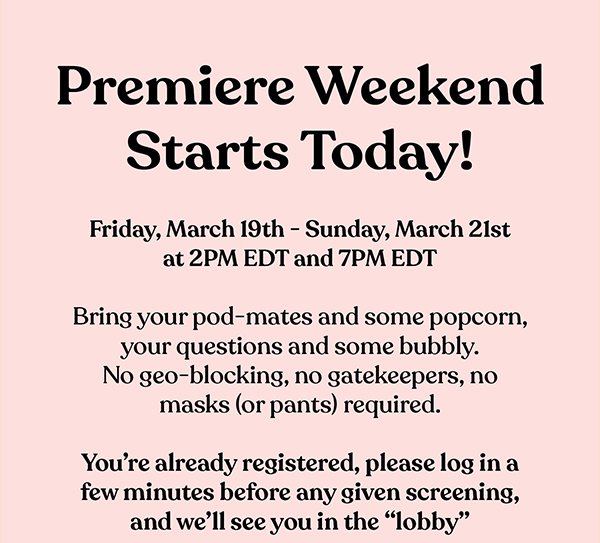 Premiere Weekend
Starts Today!
Friday, March 19th - Sunday, March 21st
at 2PM EDT and 7PM EDT
Bring your pod-mates and some popcorn,
your questions and some bubbly.
No geo-blocking, no gatekeepers, no
masks (or pants) required.
You’re already registered, please log in a
few minutes before any given screening,
and we’ll see you in the “lobby”